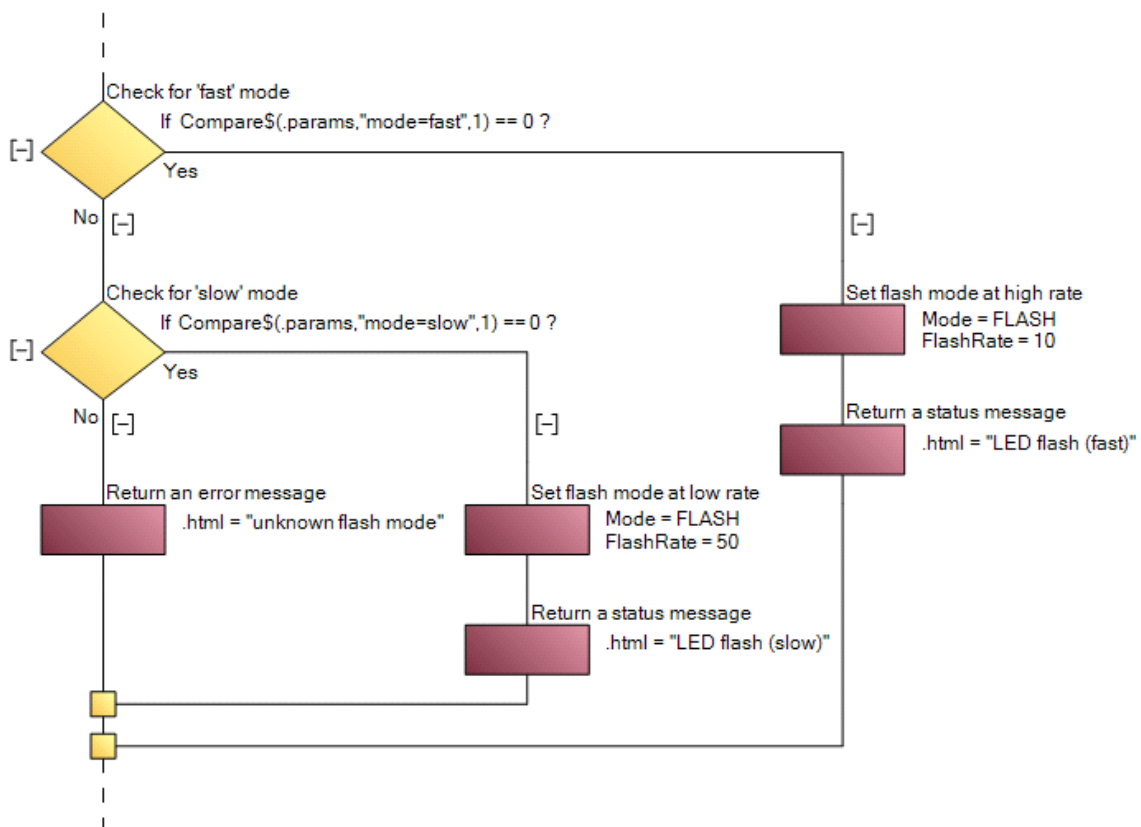 Check for 'fast' mode
If Compare$(.params,"mode=fast",1) == 0 ?
[–]
Yes
No
[–]
[–]
Check for 'slow' mode
If Compare$(.params,"mode=slow",1) == 0 ?
[–]
Yes
No
[–]
[–]
Set flash mode at high rate
Mode = FLASH
FlashRate = 10
Return a status message
.html = "LED flash (fast)"
Return an error message
.html = "unknown flash mode"
Set flash mode at low rate
Mode = FLASH
FlashRate = 50
Return a status message
.html = "LED flash (slow)"